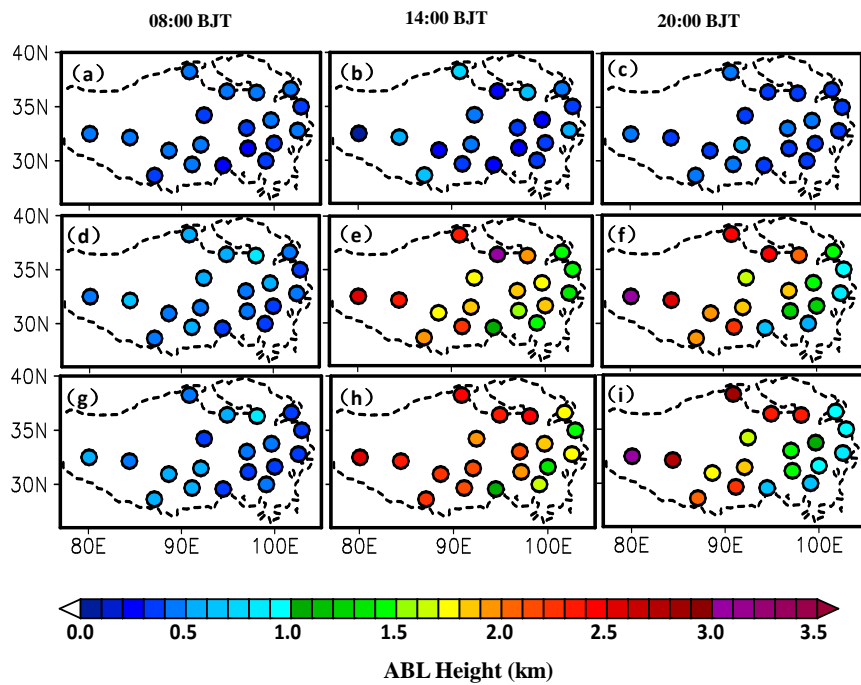 08:00 BJT 14:00 BJT 20:00 BJT
40N
(a) (b) (c)
35N
30N
40N
(d) (e) (f)
35N
30N
40N
(g) (h) (i)
35N
30N
80E 90E 100E 80E 90E 100E 80E 90E 100E
0.0 0.5 1.0 1.5 2.0 2.5 3.0 3.5
ABL Height (km)